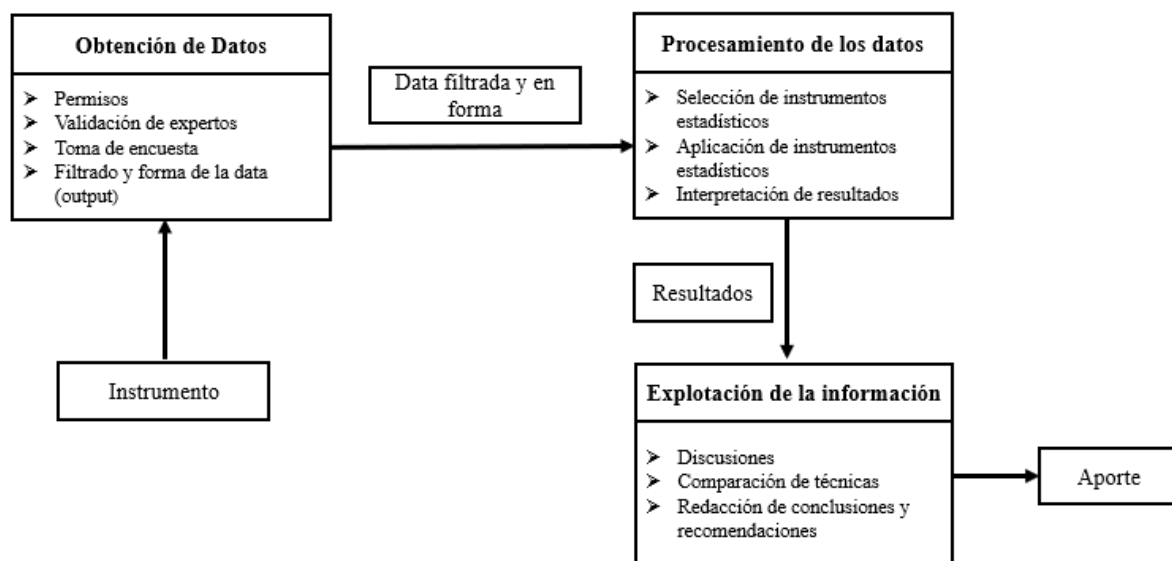 Obtención de Datos
➤ Permisos
➤ Validación de expertos
➤ Toma de encuesta
➤ Filtrado y forma de la data
(output)
Data filtrada y en
forma
Procesamiento de los datos
➤ Selección de instrumentos
estadísticos
➤ Aplicación de instrumentos
estadísticos
➤ Interpretación de resultados
Resultados
Instrumento
Explotación de la información
➤ Discusiones
➤ Comparación de técnicas
➤ Redacción de conclusiones y
recomendaciones
Aporte